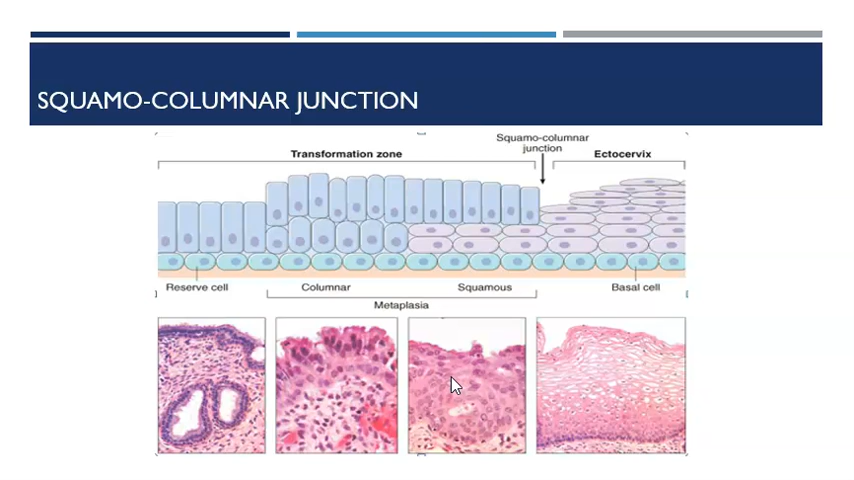 SQUAMO-COLUMNAR JUNCTION
Squamo-columnar
junction
Transformation zone
Ectocervix
Reserve cell
Columnar
Squamous
Basal cell
Metaplasia